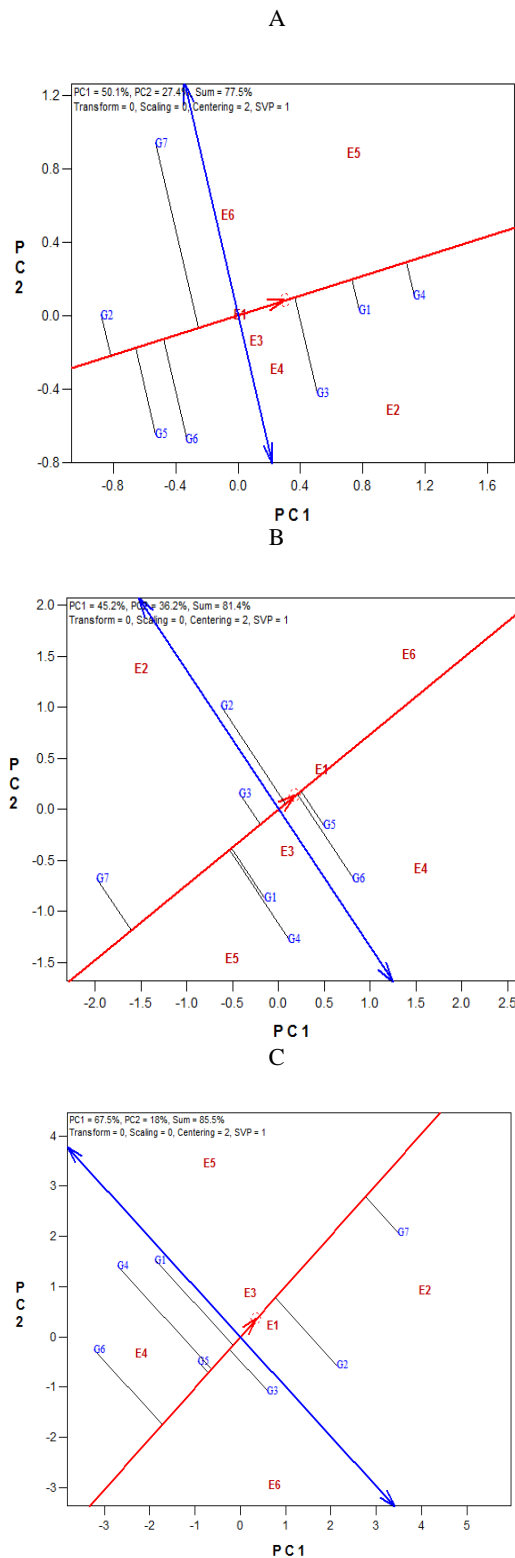 A
PC1 = 50.1%, PC2 = 27.4%, Sum = 77.5%
Transform = 0, Scaling = 0, Centering = 2, SVP = 1
1.2
0.8
0.4
0.0
-0.4
-0.8
P C 2
G7
E5
E6
G2
E1
G1
G4
E3
E4
G3
E2
G5
G6
-0.8 -0.4 0.0 0.4 0.8 1.2 1.6
P C 1
B
PC1 = 45.2%, PC2 = 36.2%, Sum = 81.4%
Transform = 0, Scaling = 0, Centering = 2, SVP = 1
2.0
1.5
1.0
0.5
0.0
-0.5
-1.0
-1.5
P C 2
E6
E2
G2
E1
G3
G5
E3
E4
G6
G7
G1
G4
E5
-2.0 -1.5 -1.0 -0.5 0.0 0.5 1.0 1.5 2.0 2.5
P C 1
C
PC1 = 67.5%, PC2 = 18%, Sum = 85.5%
Transform = 0, Scaling = 0, Centering = 2, SVP = 1
4
3
2
1
0
-1
-2
-3
P C 2
E5
G7
G1
G4
E3
E2
E1
G6
E4
G5
G2
G3
E6
-3 -2 -1 0 1 2 3 4 5
P C 1